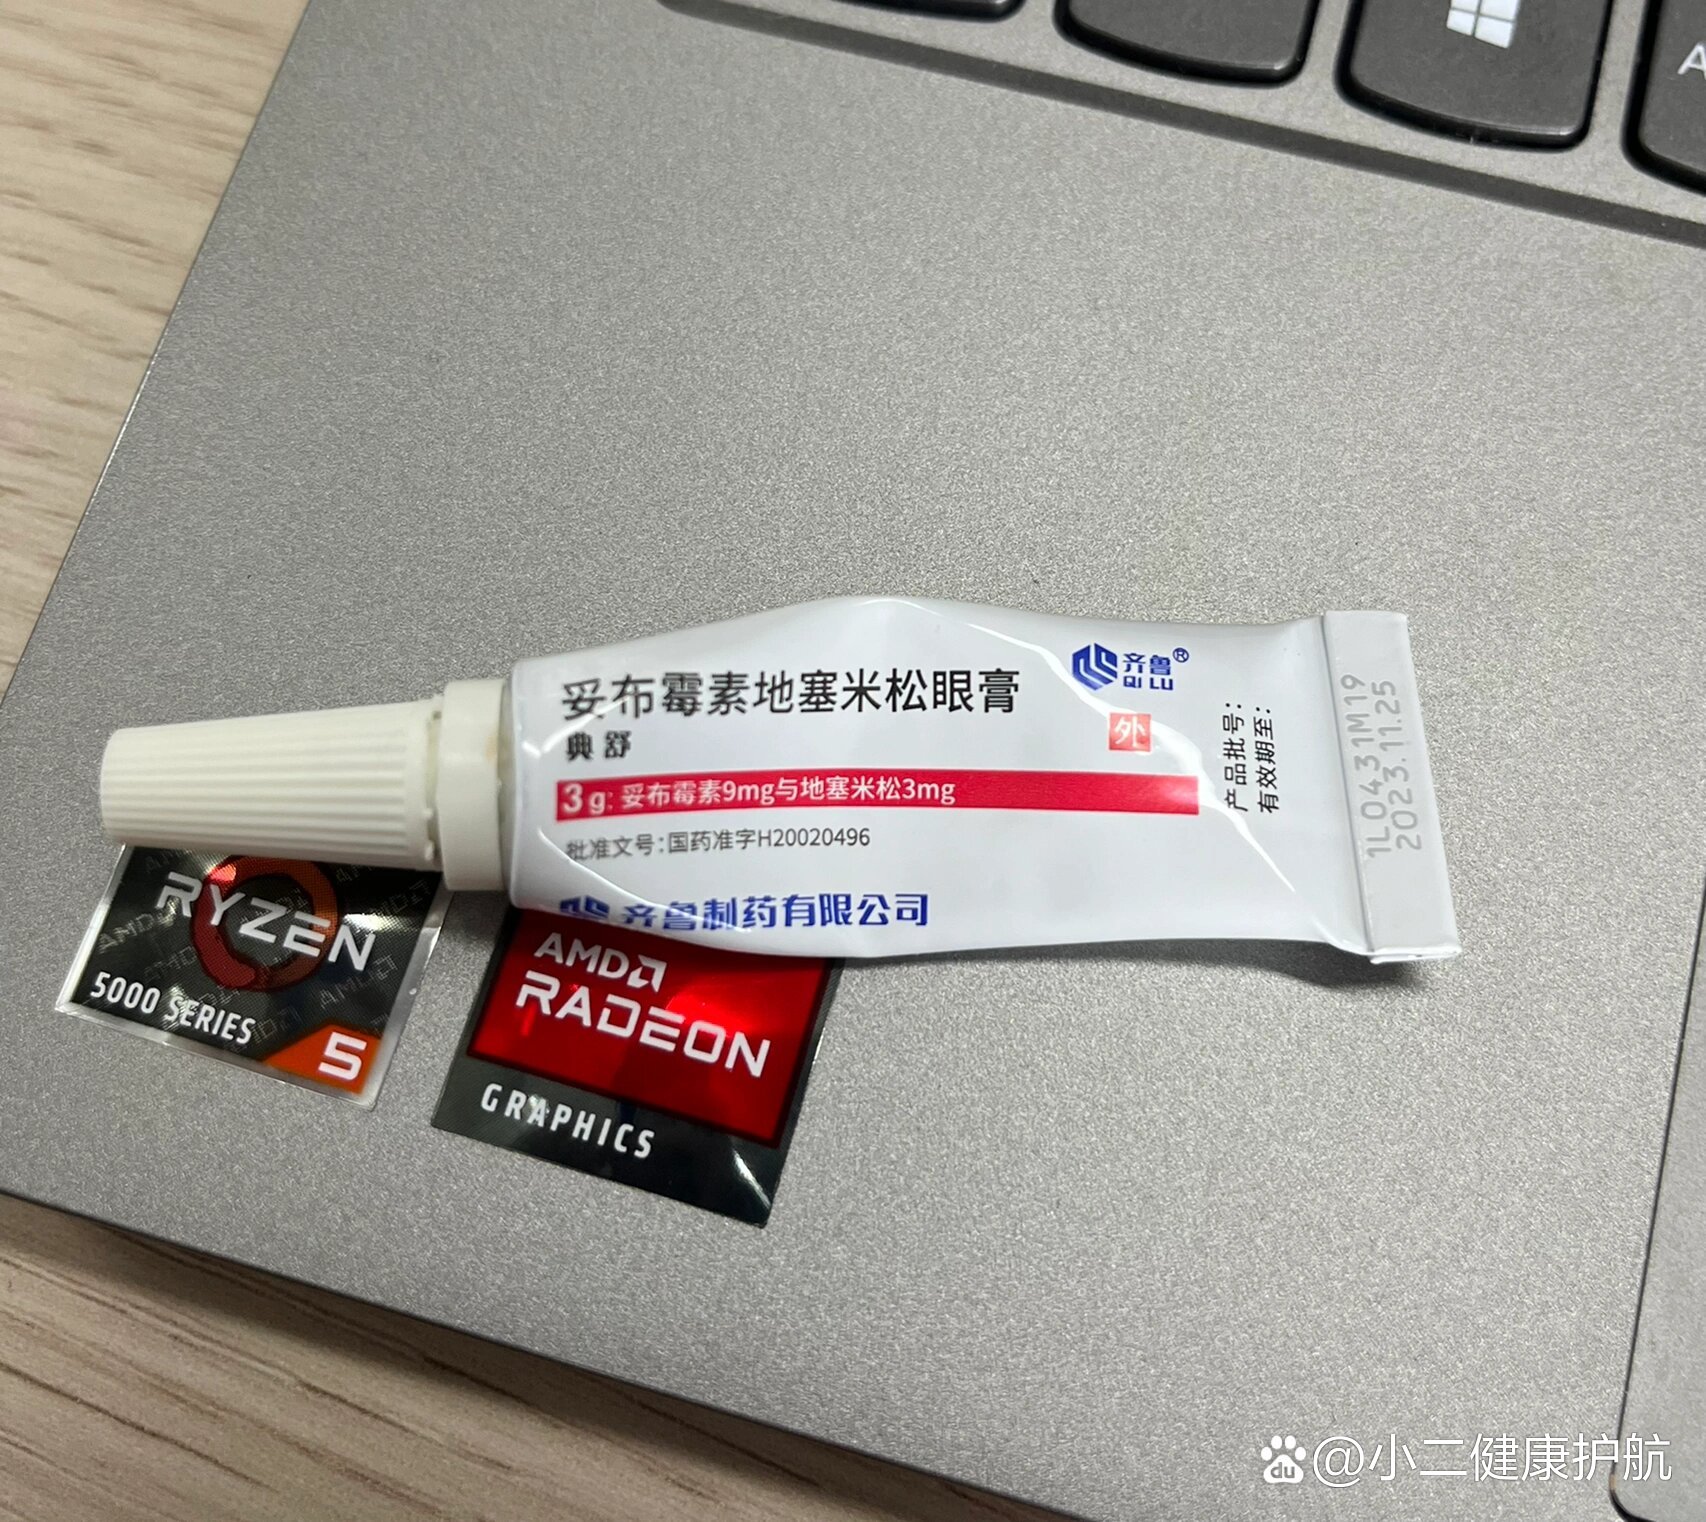 A
妥布霉素地塞米松眼膏
典舒
3g: 妥布霉素9mg与地塞米松3mg
批准文号:国药准字H20020496
齐鲁制药有限公司
齐鲁®
QILU
外
产品批号:
有效期至:
1L0431M19
2023.11.25
RYZEN
AMD
5000 SERIES
5
AMD
RADEON
GRAPHICS
du @小二健康护航